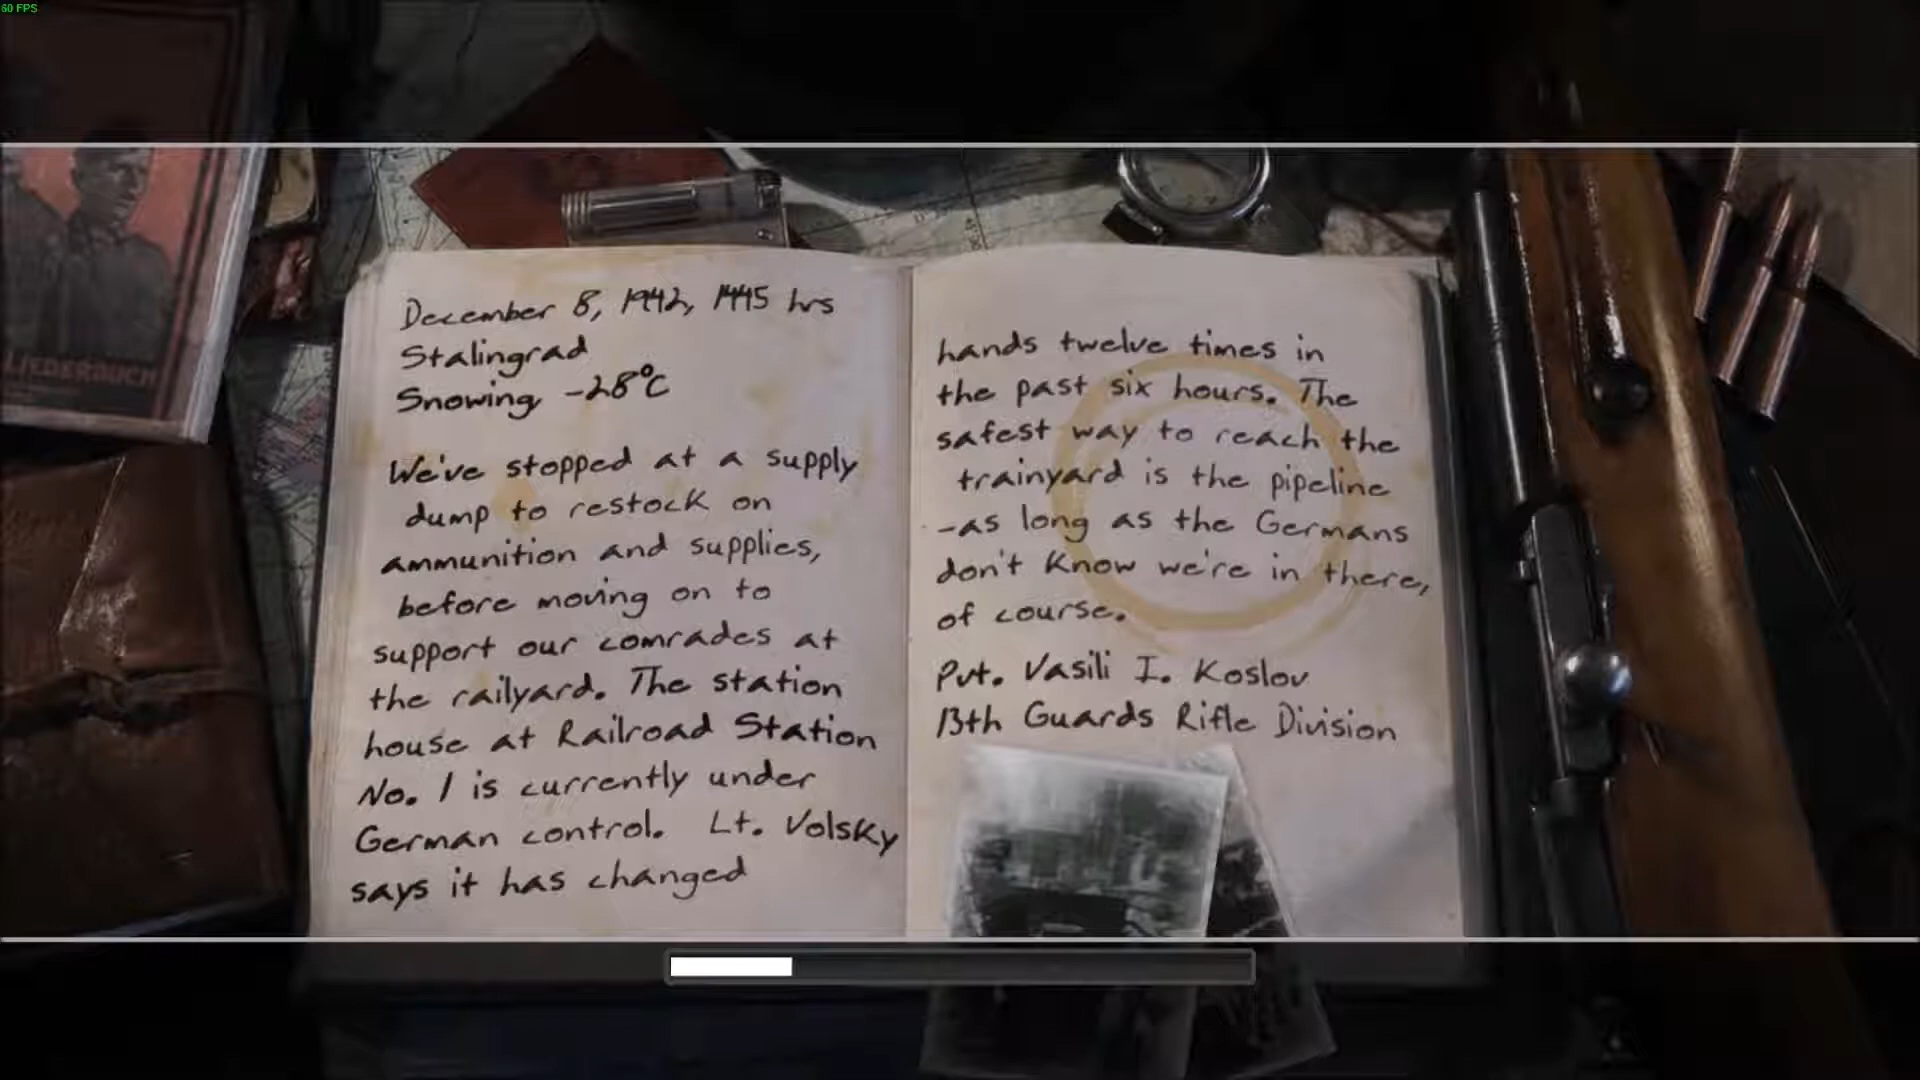 60 FPS
LIEDERBUCH
December 8, 1942, 1445 hrs
Stalingrad
Snowing -28°C
We've stopped at a supply
dump to restock on
ammunition and supplies,
before moving on to
support our comrades at
the railyard. The station
house at Railroad Station
No. 1 is currently under
German control. Lt. Volsky
says it has changed
hands twelve times in
the past six hours. The
safest way to reach the
trainyard is the pipeline
-as long as the Germans
don't know we're in there,
of course.
Pvt. Vasili I. Koslov
13th Guards Rifle Division